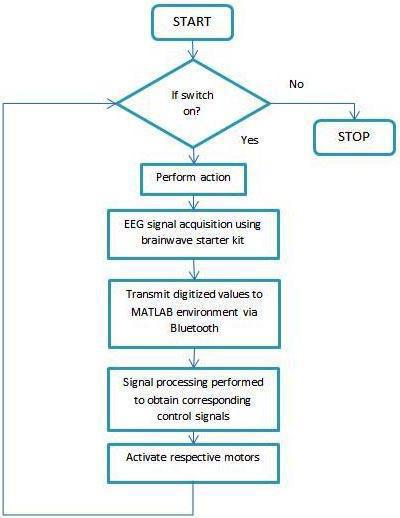 START
If switch
on?
No
STOP
Yes
Perform action
EEG signal acquisition using
brainwave starter kit
Transmit digitized values to
MATLAB environment via
Bluetooth
Signal processing performed
to obtain corresponding
control signals
Activate respective motors